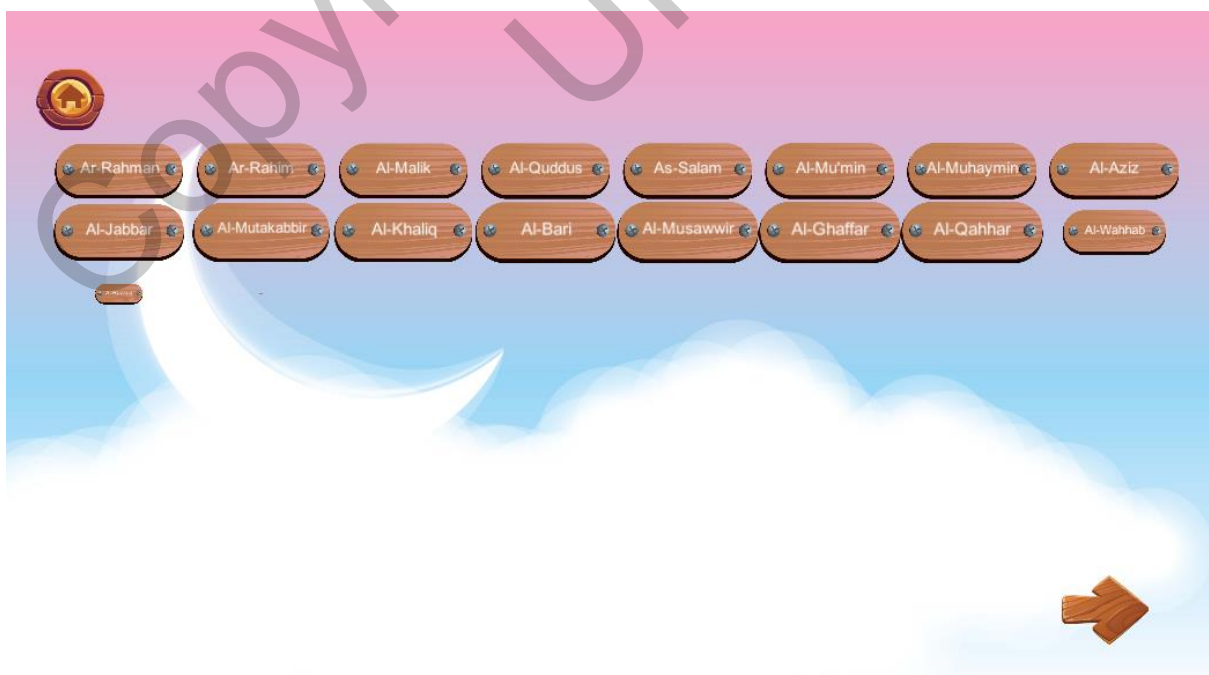 Copy
U
Ar-Rahman Ar-Rahim Al-Malik Al-Quddus As-Salam Al-Mu'min Al-Muhaymin Al-Aziz
Al-Jabbar Al-Mutakabbir Al-Khaliq Al-Bari Al-Musawwir Al-Ghaffar Al-Qahhar Al-Wahhab